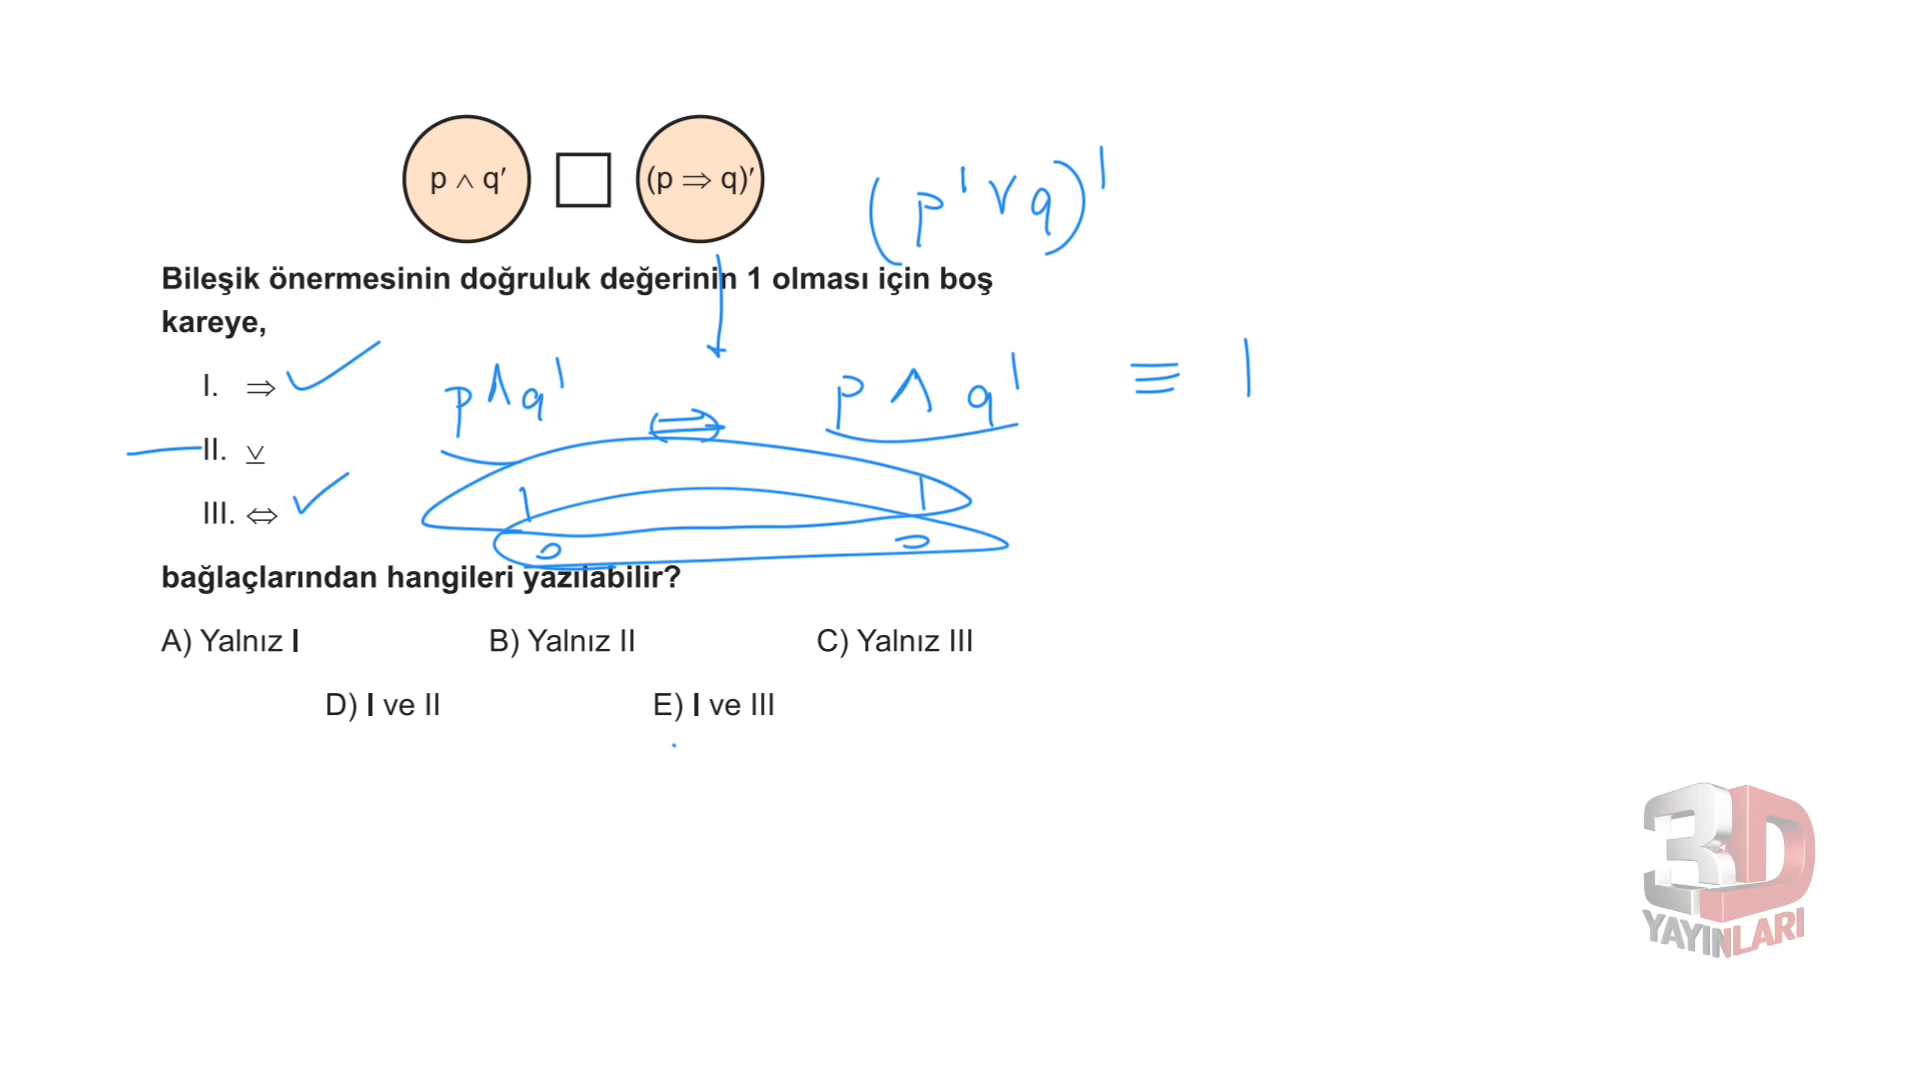 p ∧ q′ (p ⇒ q)′ (p' ∨ q)'
Bileşik önermesinin doğruluk değerinin 1 olması için boş
kareye,
I. ⇒
p ∧ q' ⇔ p ∧ q' ≡ 1
II. ⊻
III. ⇔
1 1
0 0
bağlaçlarından hangileri yazılabilir?
A) Yalnız I B) Yalnız II C) Yalnız III
D) I ve II E) I ve III
3D
YAYINLARI